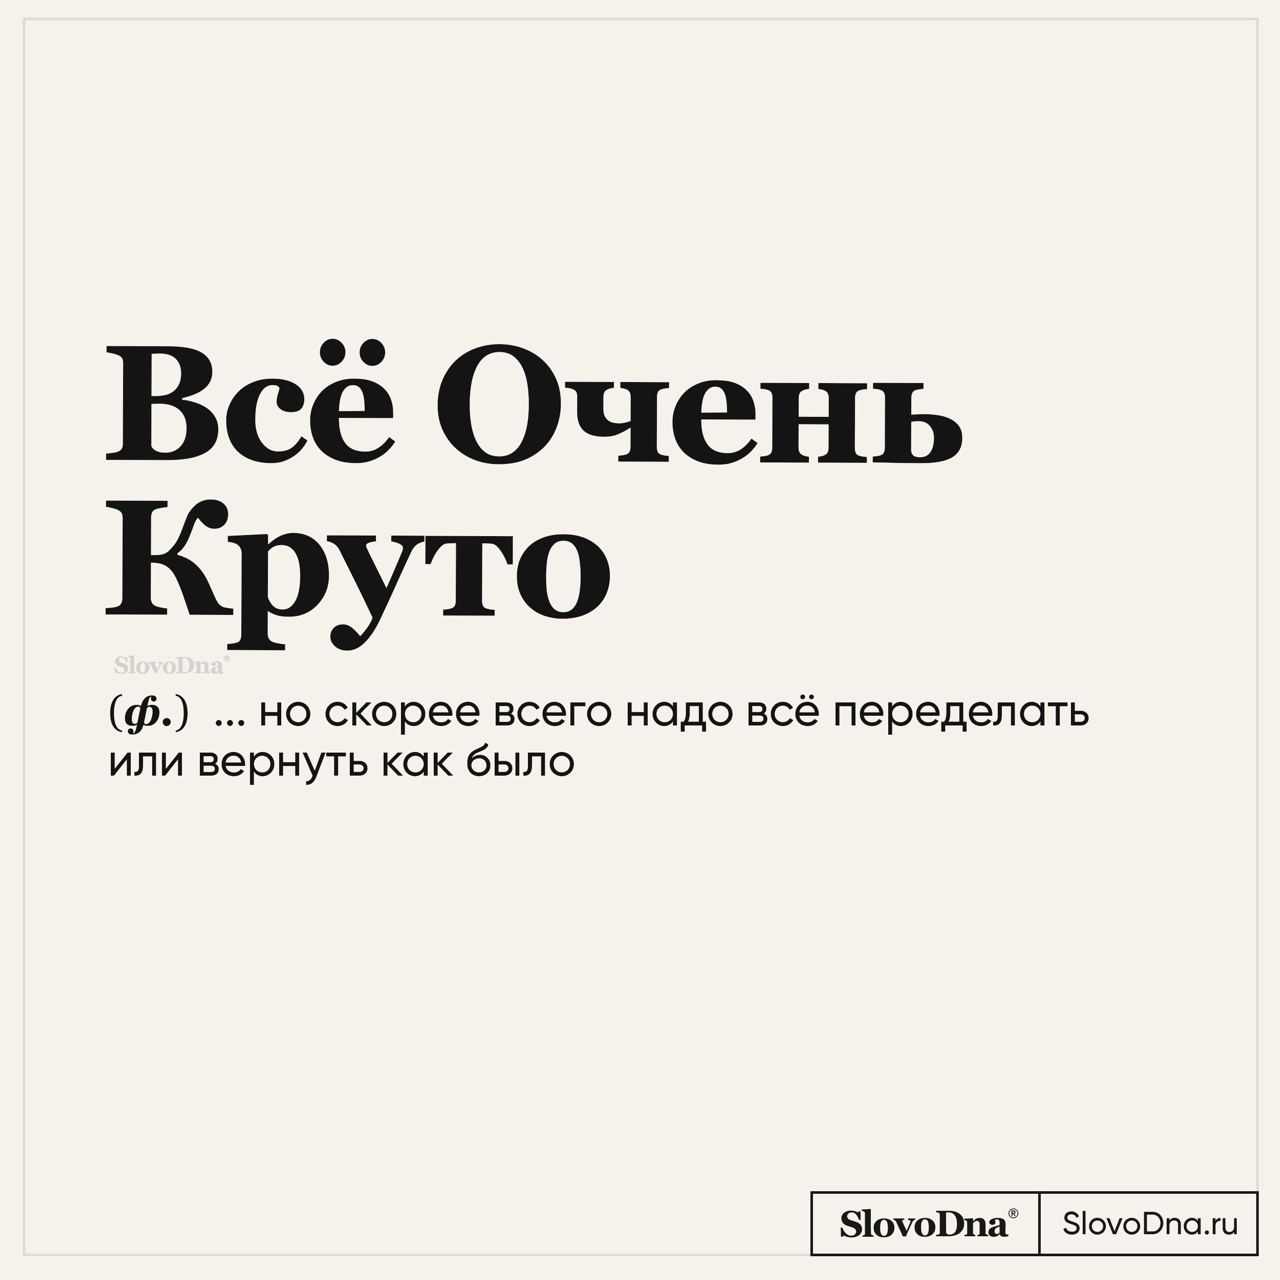 Всё Очень
Круто
SlovoDna®
(ф.) ... но скорее всего надо всё переделать
или вернуть как было
SlovoDna® SlovoDna.ru